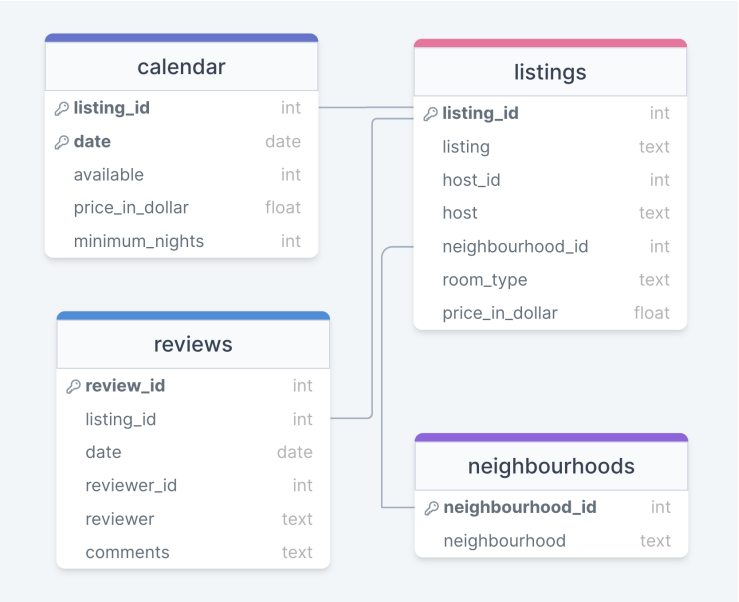 calendar
listing_id int
date date
available int
price_in_dollar float
minimum_nights int
listings
listing_id int
listing text
host_id int
host text
neighbourhood_id int
room_type text
price_in_dollar float
reviews
review_id int
listing_id int
date date
reviewer_id int
reviewer text
comments text
neighbourhoods
neighbourhood_id int
neighbourhood text